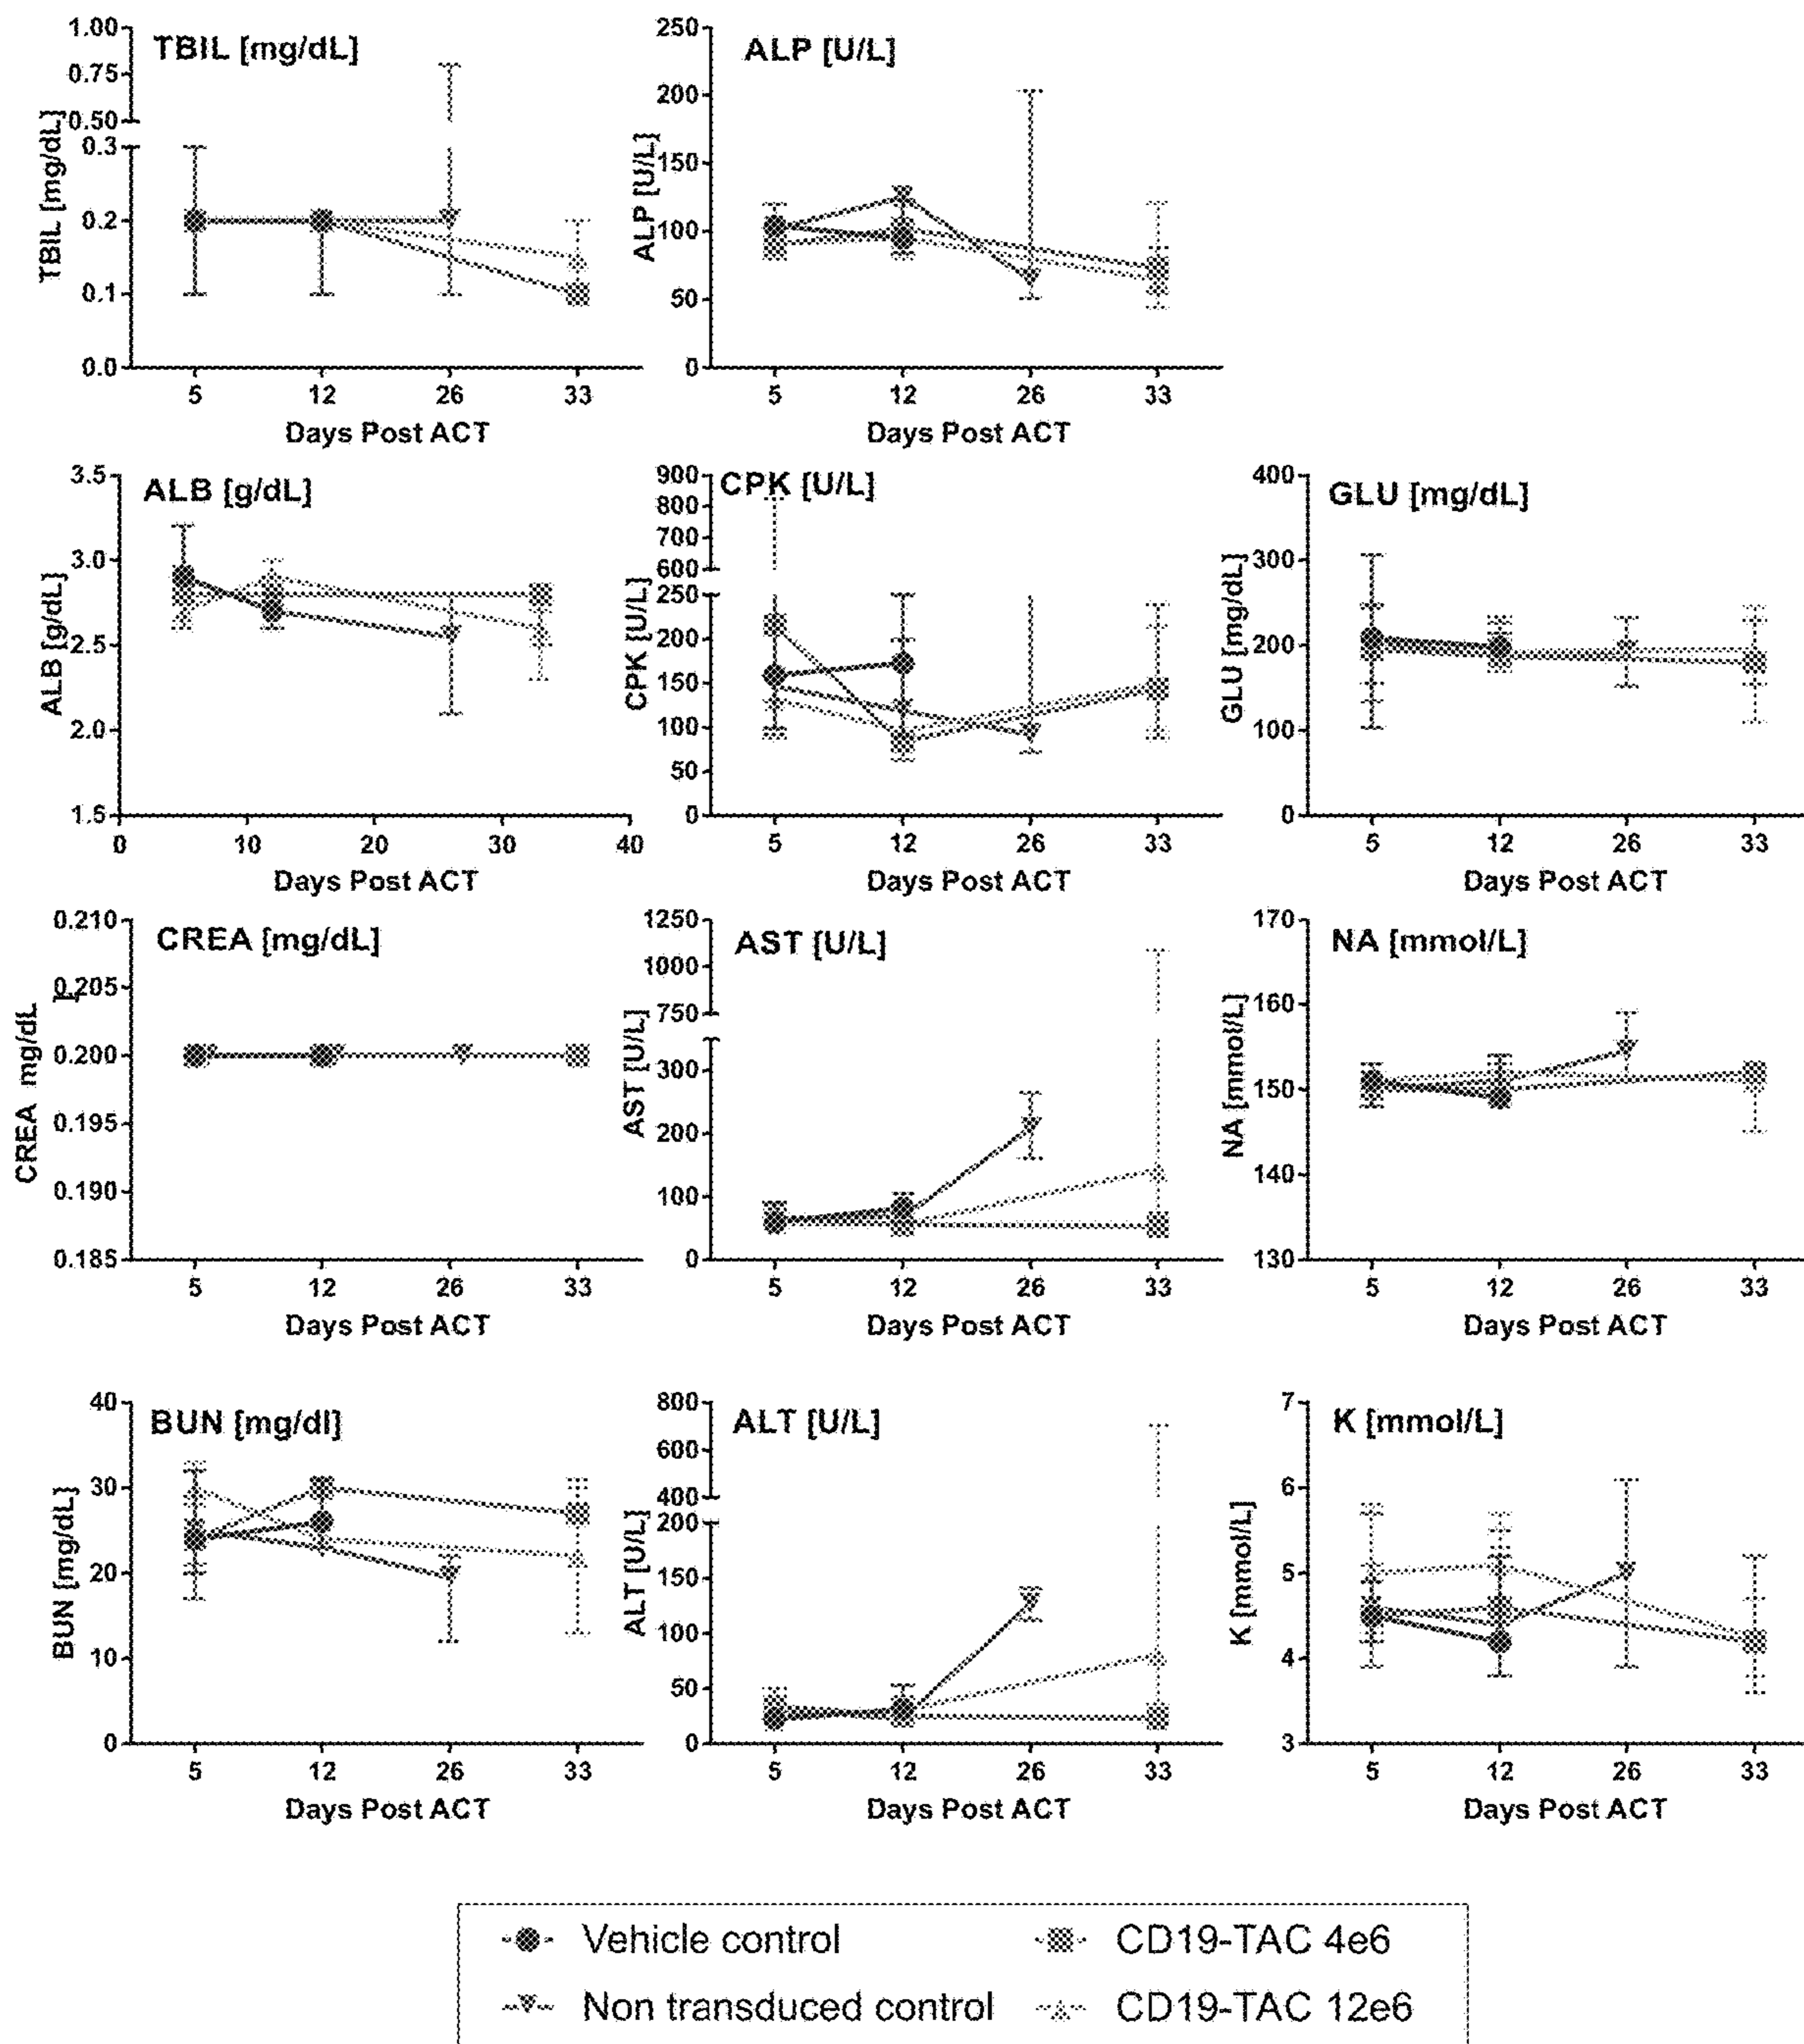 TBIL [mg/dL]
TBIL [mg/dL]
1.00
0.75
0.50
0.3
0.2
0.1
0.0
5 12 26 33
Days Post ACT
ALP [U/L]
ALP [U/L]
250
200
150
100
50
0
5 12 26 33
Days Post ACT
ALB [g/dL]
ALB [g/dL]
3.5
3.0
2.5
2.0
1.5
0 10 20 30 40
Days Post ACT
CPK [U/L]
CPK [U/L]
900
800
700
600
250
200
150
100
50
0
5 12 26 33
Days Post ACT
GLU [mg/dL]
GLU [mg/dL]
400
300
200
100
0
5 12 26 33
Days Post ACT
CREA [mg/dL]
CREA mg/dL
]
0.210
0.205
0.200
0.195
0.190
0.185
5 12 26 33
Days Post ACT
AST [U/L]
AST [U/L]
1250
1000
750
300
200
100
0
5 12 26 33
Days Post ACT
NA [mmol/L]
NA [mmol/L]
170
160
150
140
130
5 12 26 33
Days Post ACT
BUN [mg/dl]
BUN [mg/dL]
40
30
20
10
0
5 12 26 33
Days Post ACT
ALT [U/L]
ALT [U/L]
800
600
400
200
150
100
50
0
5 12 26 33
Days Post ACT
K [mmol/L]
K [mmol/L]
7
6
5
4
3
5 12 26 33
Days Post ACT
Vehicle control
CD19-TAC 4e6
Non transduced control
CD19-TAC 12e6